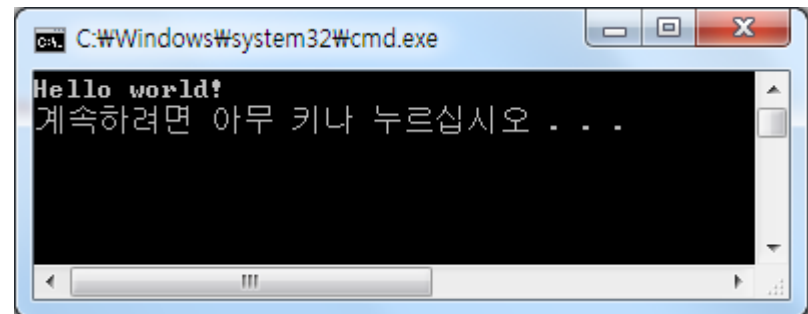 C:₩Windows₩system32₩cmd.exe
Hello world!
계속하려면 아무 키나 누르십시오 . . .